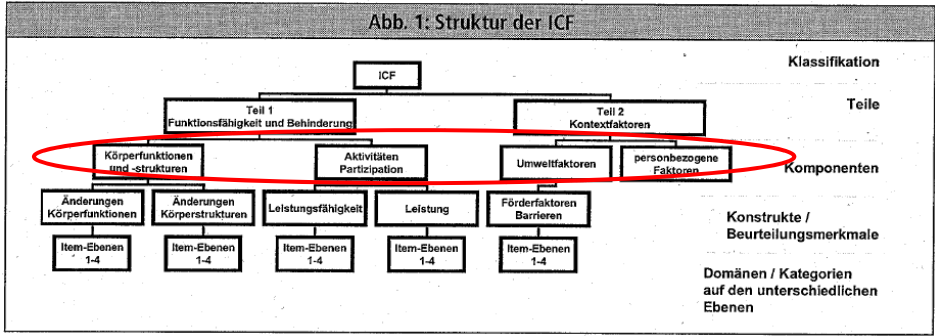 Abb. 1: Struktur der ICF
Klassifikation
ICF
Teile
Teil 1
Funktionsfähigkeit und Behinderung
Teil 2
Kontextfaktoren
Komponenten
Körperfunktionen
und -strukturen
Aktivitäten
Partizipation
Umweltfaktoren
personbezogene
Faktoren
Änderungen
Körperfunktionen
Änderungen
Körperstrukturen
Leistungsfähigkeit
Leistung
Förderfaktoren
Barrieren
Konstrukte /
Beurteilungsmerkmale
Item-Ebenen
1-4
Item-Ebenen
1-4
Item-Ebenen
1-4
Item-Ebenen
1-4
Item-Ebenen
1-4
Domänen / Kategorien
auf den unterschiedlichen
Ebenen